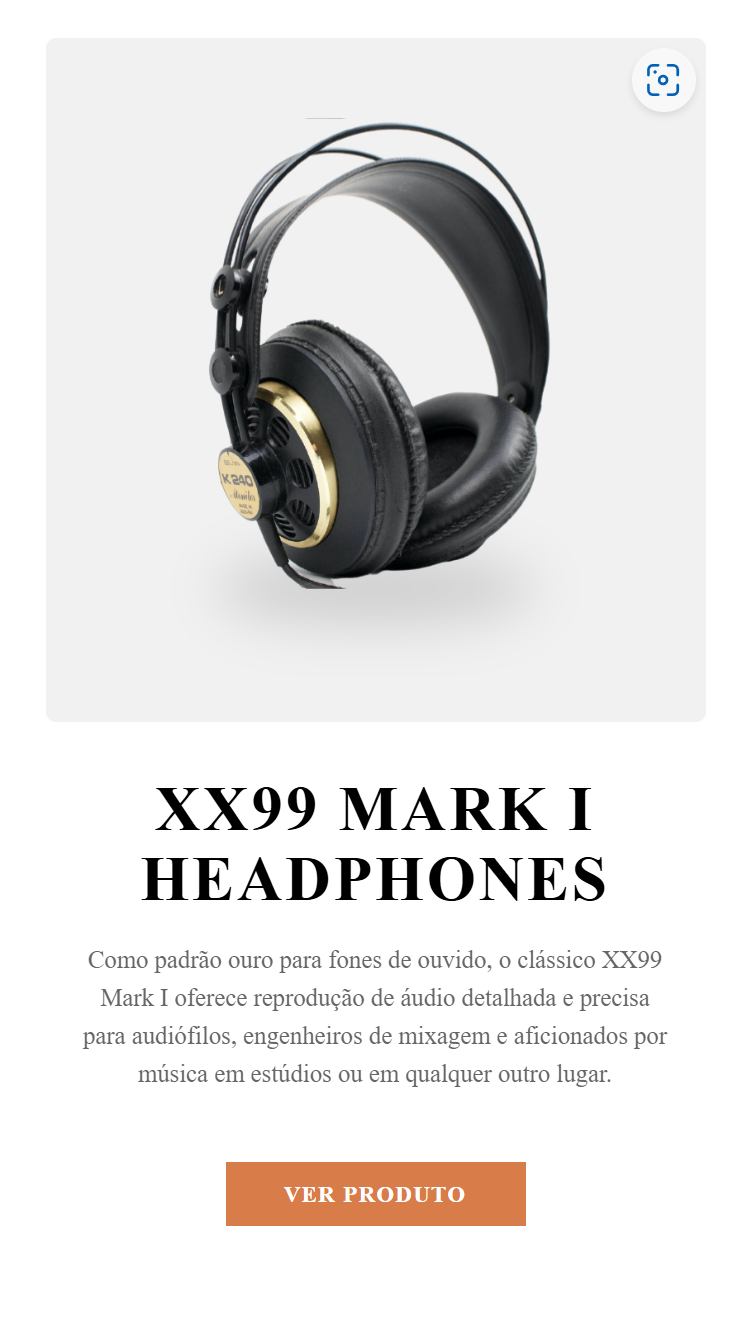 K 240
XX99 MARK I
HEADPHONES
Como padrão ouro para fones de ouvido, o clássico XX99
Mark I oferece reprodução de áudio detalhada e precisa
para audiófilos, engenheiros de mixagem e aficionados por
música em estúdios ou em qualquer outro lugar.
VER PRODUTO